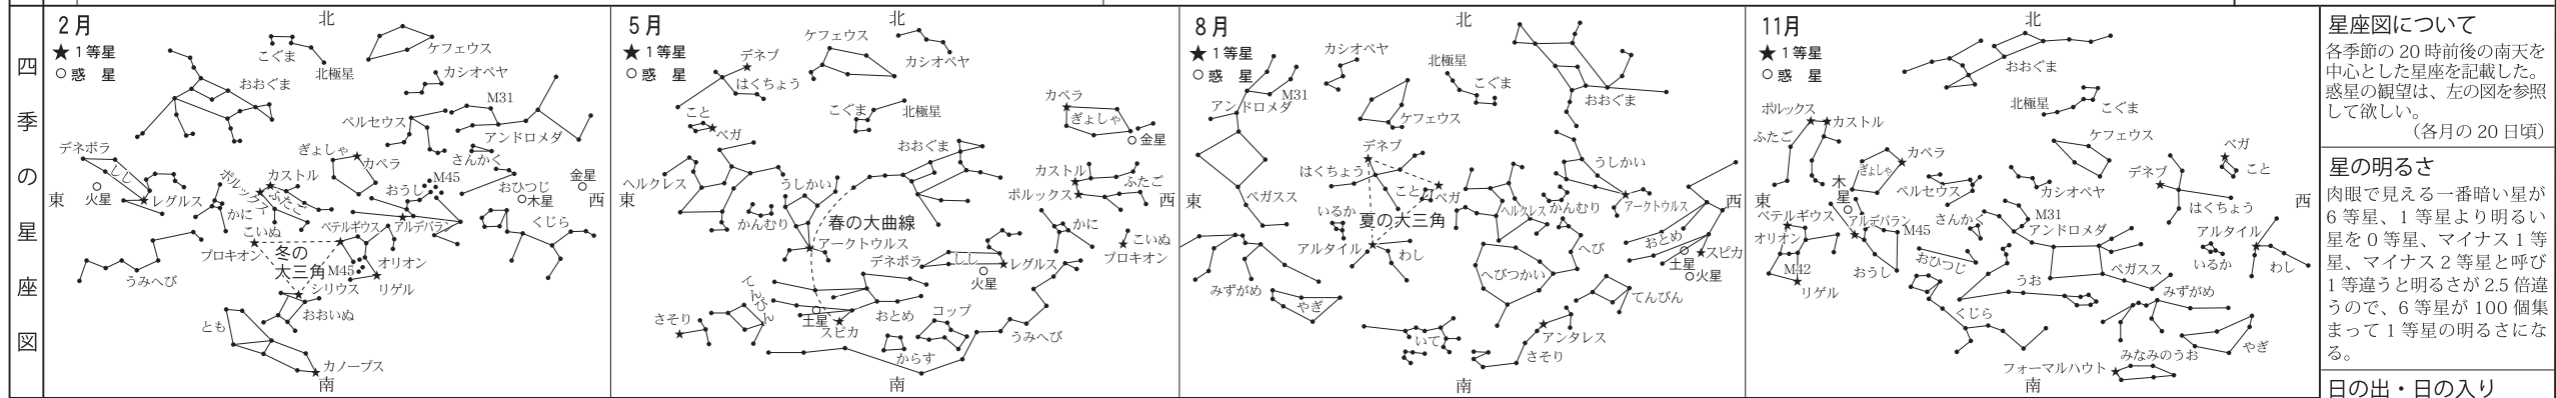 四季の星座図
2月
★1等星
○惑 星
北
こぐま
北極星
ケフェウス
カシオペヤ
おおぐま
M31
ペルセウス
アンドロメダ
デネボラ
しし
ぎょしゃ
カペラ
さんかく
カストル
ポルックス
ふたご
おうし
M45
おひつじ
金星
東
火星
レグルス
木星
西
かに
こいぬ
ベテルギウス
アルデバラン
くじら
プロキオン
冬の
大三角
M45
オリオン
うみへび
シリウス
リゲル
おおいぬ
とも
カノープス
南
5月
★1等星
○惑 星
北
ケフェウス
カシオペヤ
デネブ
はくちょう
カペラ
ぎょしゃ
こと
ベガ
こぐま
北極星
金星
おおぐま
カストル
ふたご
ポルックス
ヘルクレス
うしかい
東
西
かんむり
春の大曲線
かに
アークトゥルス
こいぬ
プロキオン
デネボラ
しし
レグルス
火星
てんびん
さそり
土星
スピカ
おとめ
コップ
うみへび
からす
南
8月
★1等星
○惑 星
北
カシオペヤ
北極星
こぐま
M31
アンドロメダ
おおぐま
ケフェウス
デネブ
はくちょう
うしかい
こと
ベガ
ペガスス
東
西
いるか
夏の大三角
ヘルクレス
かんむり
アークトゥルス
アルタイル
わし
へび
おとめ
スピカ
土星
火星
へびつかい
みずがめ
やぎ
てんびん
いて
アンタレス
さそり
南
11月
★1等星
○惑 星
北
おおぐま
ポルックス
カストル
北極星
こぐま
ふたご
ケフェウス
カペラ
ぎょしゃ
ベガ
こと
デネブ
木星
ペルセウス
カシオペヤ
東
西
はくちょう
ベテルギウス
アルデバラン
さんかく
M31
オリオン
M45
アンドロメダ
アルタイル
M42
おうし
おひつじ
ペガスス
いるか
わし
リゲル
うお
みずがめ
くじら
やぎ
みなみのうお
フォーマルハウト
南
星座図について
各季節の 20 時前後の南天を
中心とした星座を記載した。
惑星の観望は、左の図を参照
して欲しい。
（各月の 20 日頃）
星の明るさ
肉眼で見える一番暗い星が
6 等星、1 等星より明るい
星を 0 等星、マイナス 1 等
星、マイナス 2 等星と呼び
1 等違うと明るさが 2.5 倍違
うので、6 等星が 100 個集
まって 1 等星の明るさにな
る。
日の出・日の入り